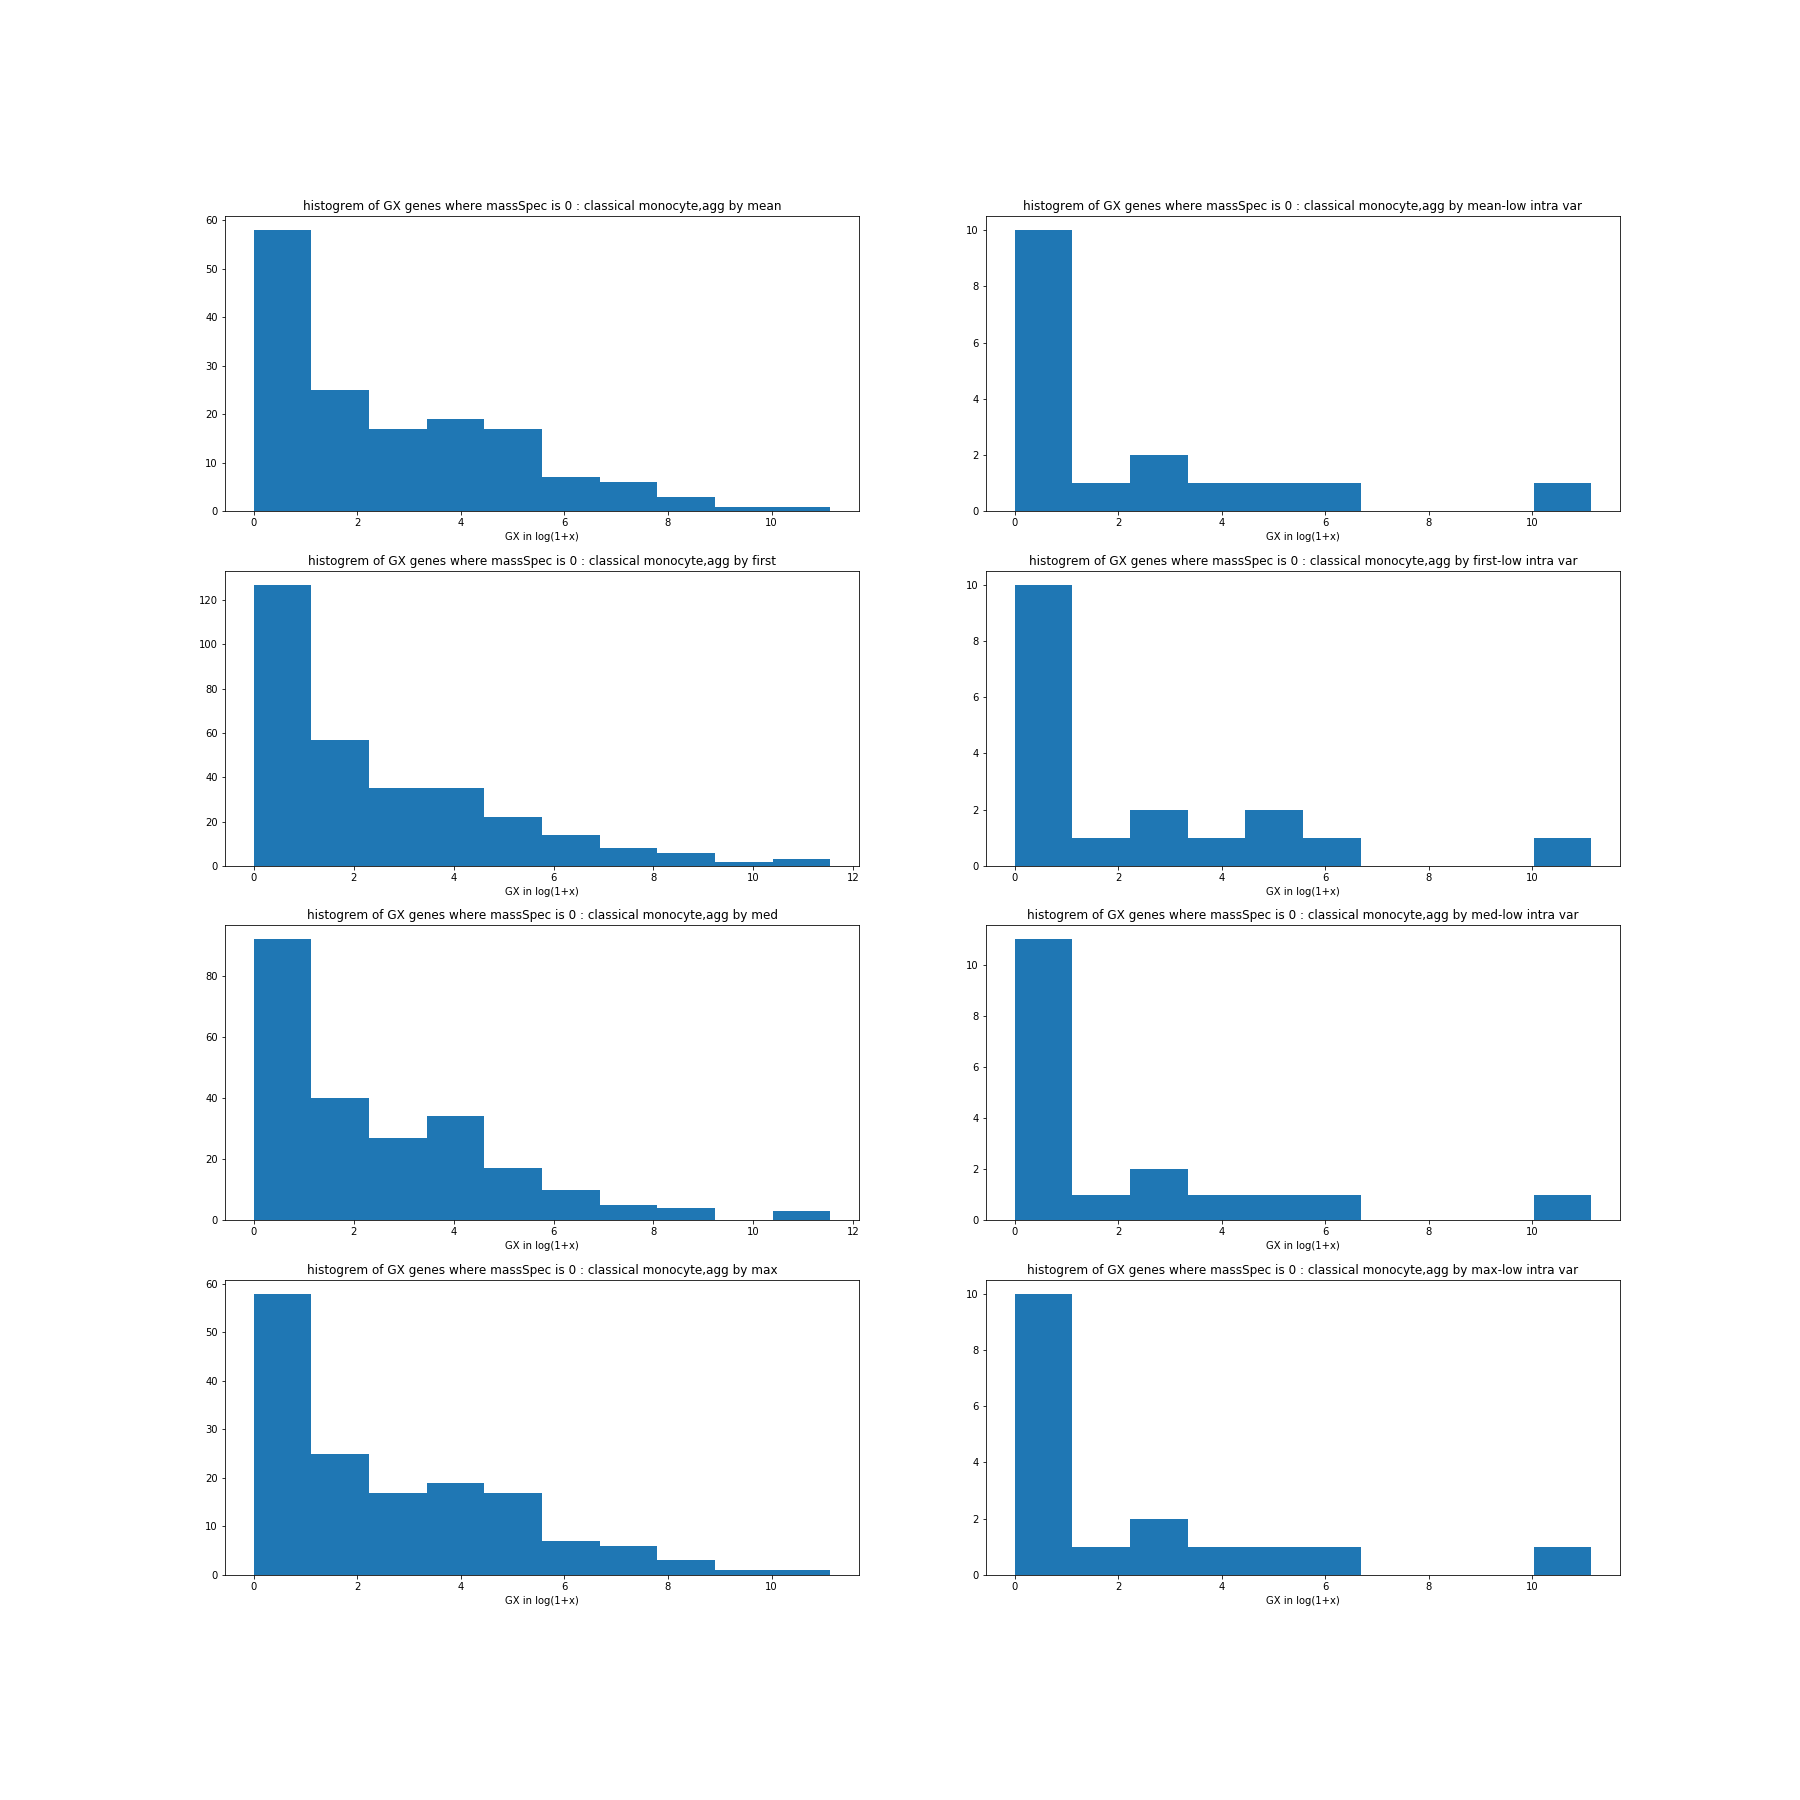 histogrem of GX genes where massSpec is 0 : classical monocyte,agg by mean
60
50
40
30
20
10
0
0 2 4 6 8 10
GX in log(1+x)
histogrem of GX genes where massSpec is 0 : classical monocyte,agg by mean-low intra var
10
8
6
4
2
0
0 2 4 6 8 10
GX in log(1+x)
histogrem of GX genes where massSpec is 0 : classical monocyte,agg by first
120
100
80
60
40
20
0
0 2 4 6 8 10 12
GX in log(1+x)
histogrem of GX genes where massSpec is 0 : classical monocyte,agg by first-low intra var
10
8
6
4
2
0
0 2 4 6 8 10
GX in log(1+x)
histogrem of GX genes where massSpec is 0 : classical monocyte,agg by med
80
60
40
20
0
0 2 4 6 8 10 12
GX in log(1+x)
histogrem of GX genes where massSpec is 0 : classical monocyte,agg by med-low intra var
10
8
6
4
2
0
0 2 4 6 8 10
GX in log(1+x)
histogrem of GX genes where massSpec is 0 : classical monocyte,agg by max
60
50
40
30
20
10
0
0 2 4 6 8 10
GX in log(1+x)
histogrem of GX genes where massSpec is 0 : classical monocyte,agg by max-low intra var
10
8
6
4
2
0
0 2 4 6 8 10
GX in log(1+x)